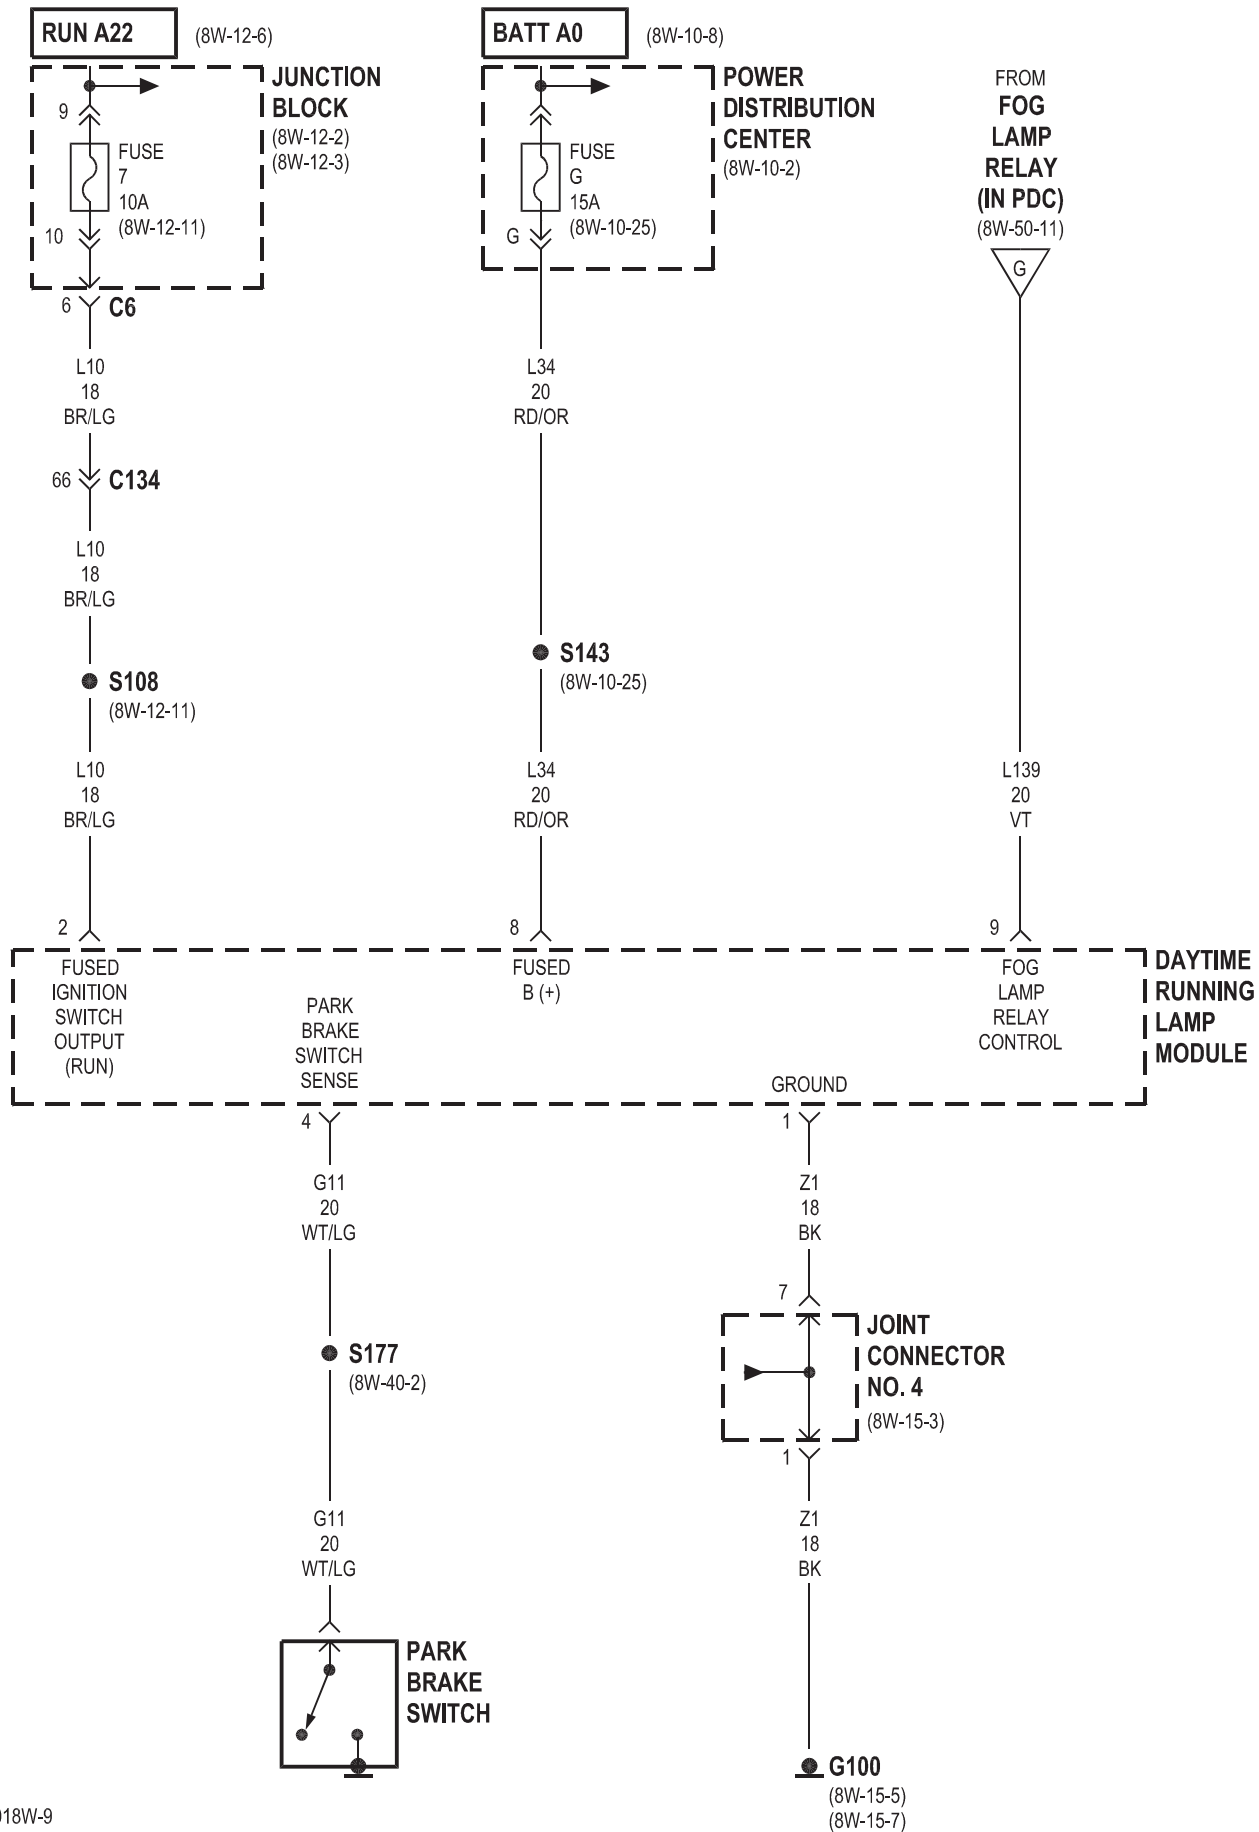 RUN A22
(8W-12-6)
JUNCTION
BLOCK
(8W-12-2)
(8W-12-3)
9
FUSE
7
10A
(8W-12-11)
10
6
C6
L10
18
BR/LG
66
C134
L10
18
BR/LG
S108
(8W-12-11)
L10
18
BR/LG
2
BATT A0
(8W-10-8)
POWER
DISTRIBUTION
CENTER
(8W-10-2)
FUSE
G
15A
(8W-10-25)
G
L34
20
RD/OR
S143
(8W-10-25)
L34
20
RD/OR
8
FROM
FOG
LAMP
RELAY
(IN PDC)
(8W-50-11)
G
L139
20
VT
9
FUSED
IGNITION
SWITCH
OUTPUT
(RUN)
PARK
BRAKE
SWITCH
SENSE
FUSED
B (+)
GROUND
FOG
LAMP
RELAY
CONTROL
DAYTIME
RUNNING
LAMP
MODULE
4
G11
20
WT/LG
S177
(8W-40-2)
G11
20
WT/LG
PARK
BRAKE
SWITCH
1
Z1
18
BK
7
JOINT
CONNECTOR
NO. 4
(8W-15-3)
1
Z1
18
BK
G100
(8W-15-5)
(8W-15-7)
18W-9